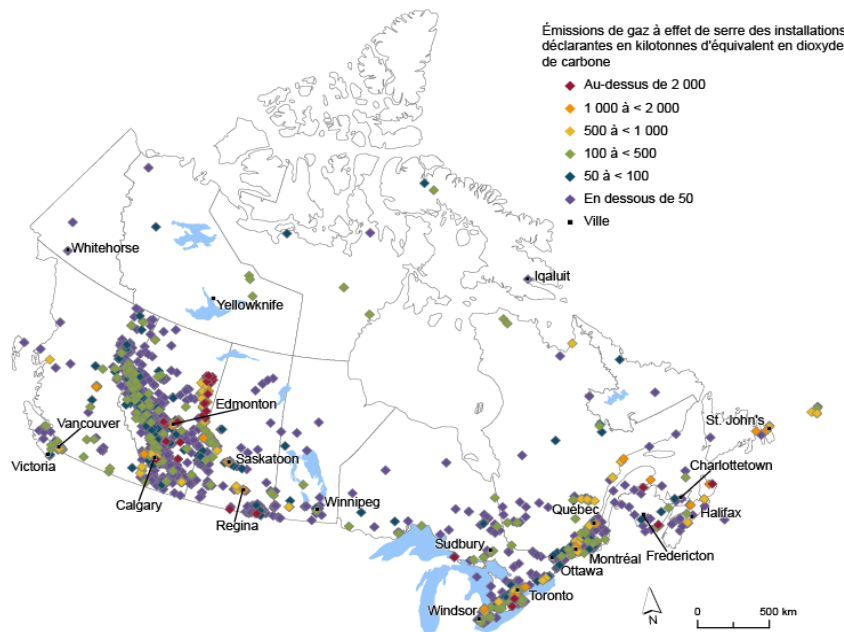 Émissions de gaz à effet de serre des installations
déclarantes en kilotonnes d'équivalent en dioxyde
de carbone
Au-dessus de 2 000
1 000 à < 2 000
500 à < 1 000
100 à < 500
50 à < 100
En dessous de 50
Ville
Whitehorse
Iqaluit
Yellowknife
Edmonton
St. John's
Vancouver
Charlottetown
Victoria
Saskatoon
Calgary
Winnipeg
Québec
Halifax
Regina
Sudbury
Montréal
Fredericton
Ottawa
Toronto
Windsor
N
0
500 km